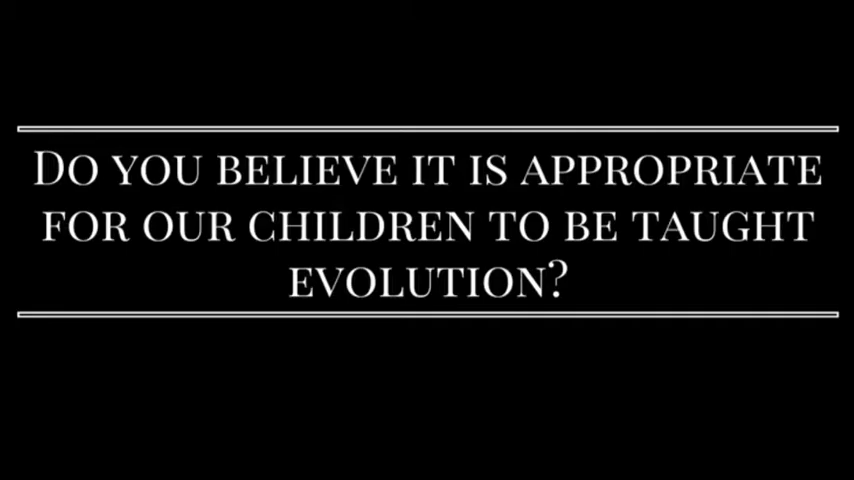 Do you believe it is appropriate
for our children to be taught
evolution?